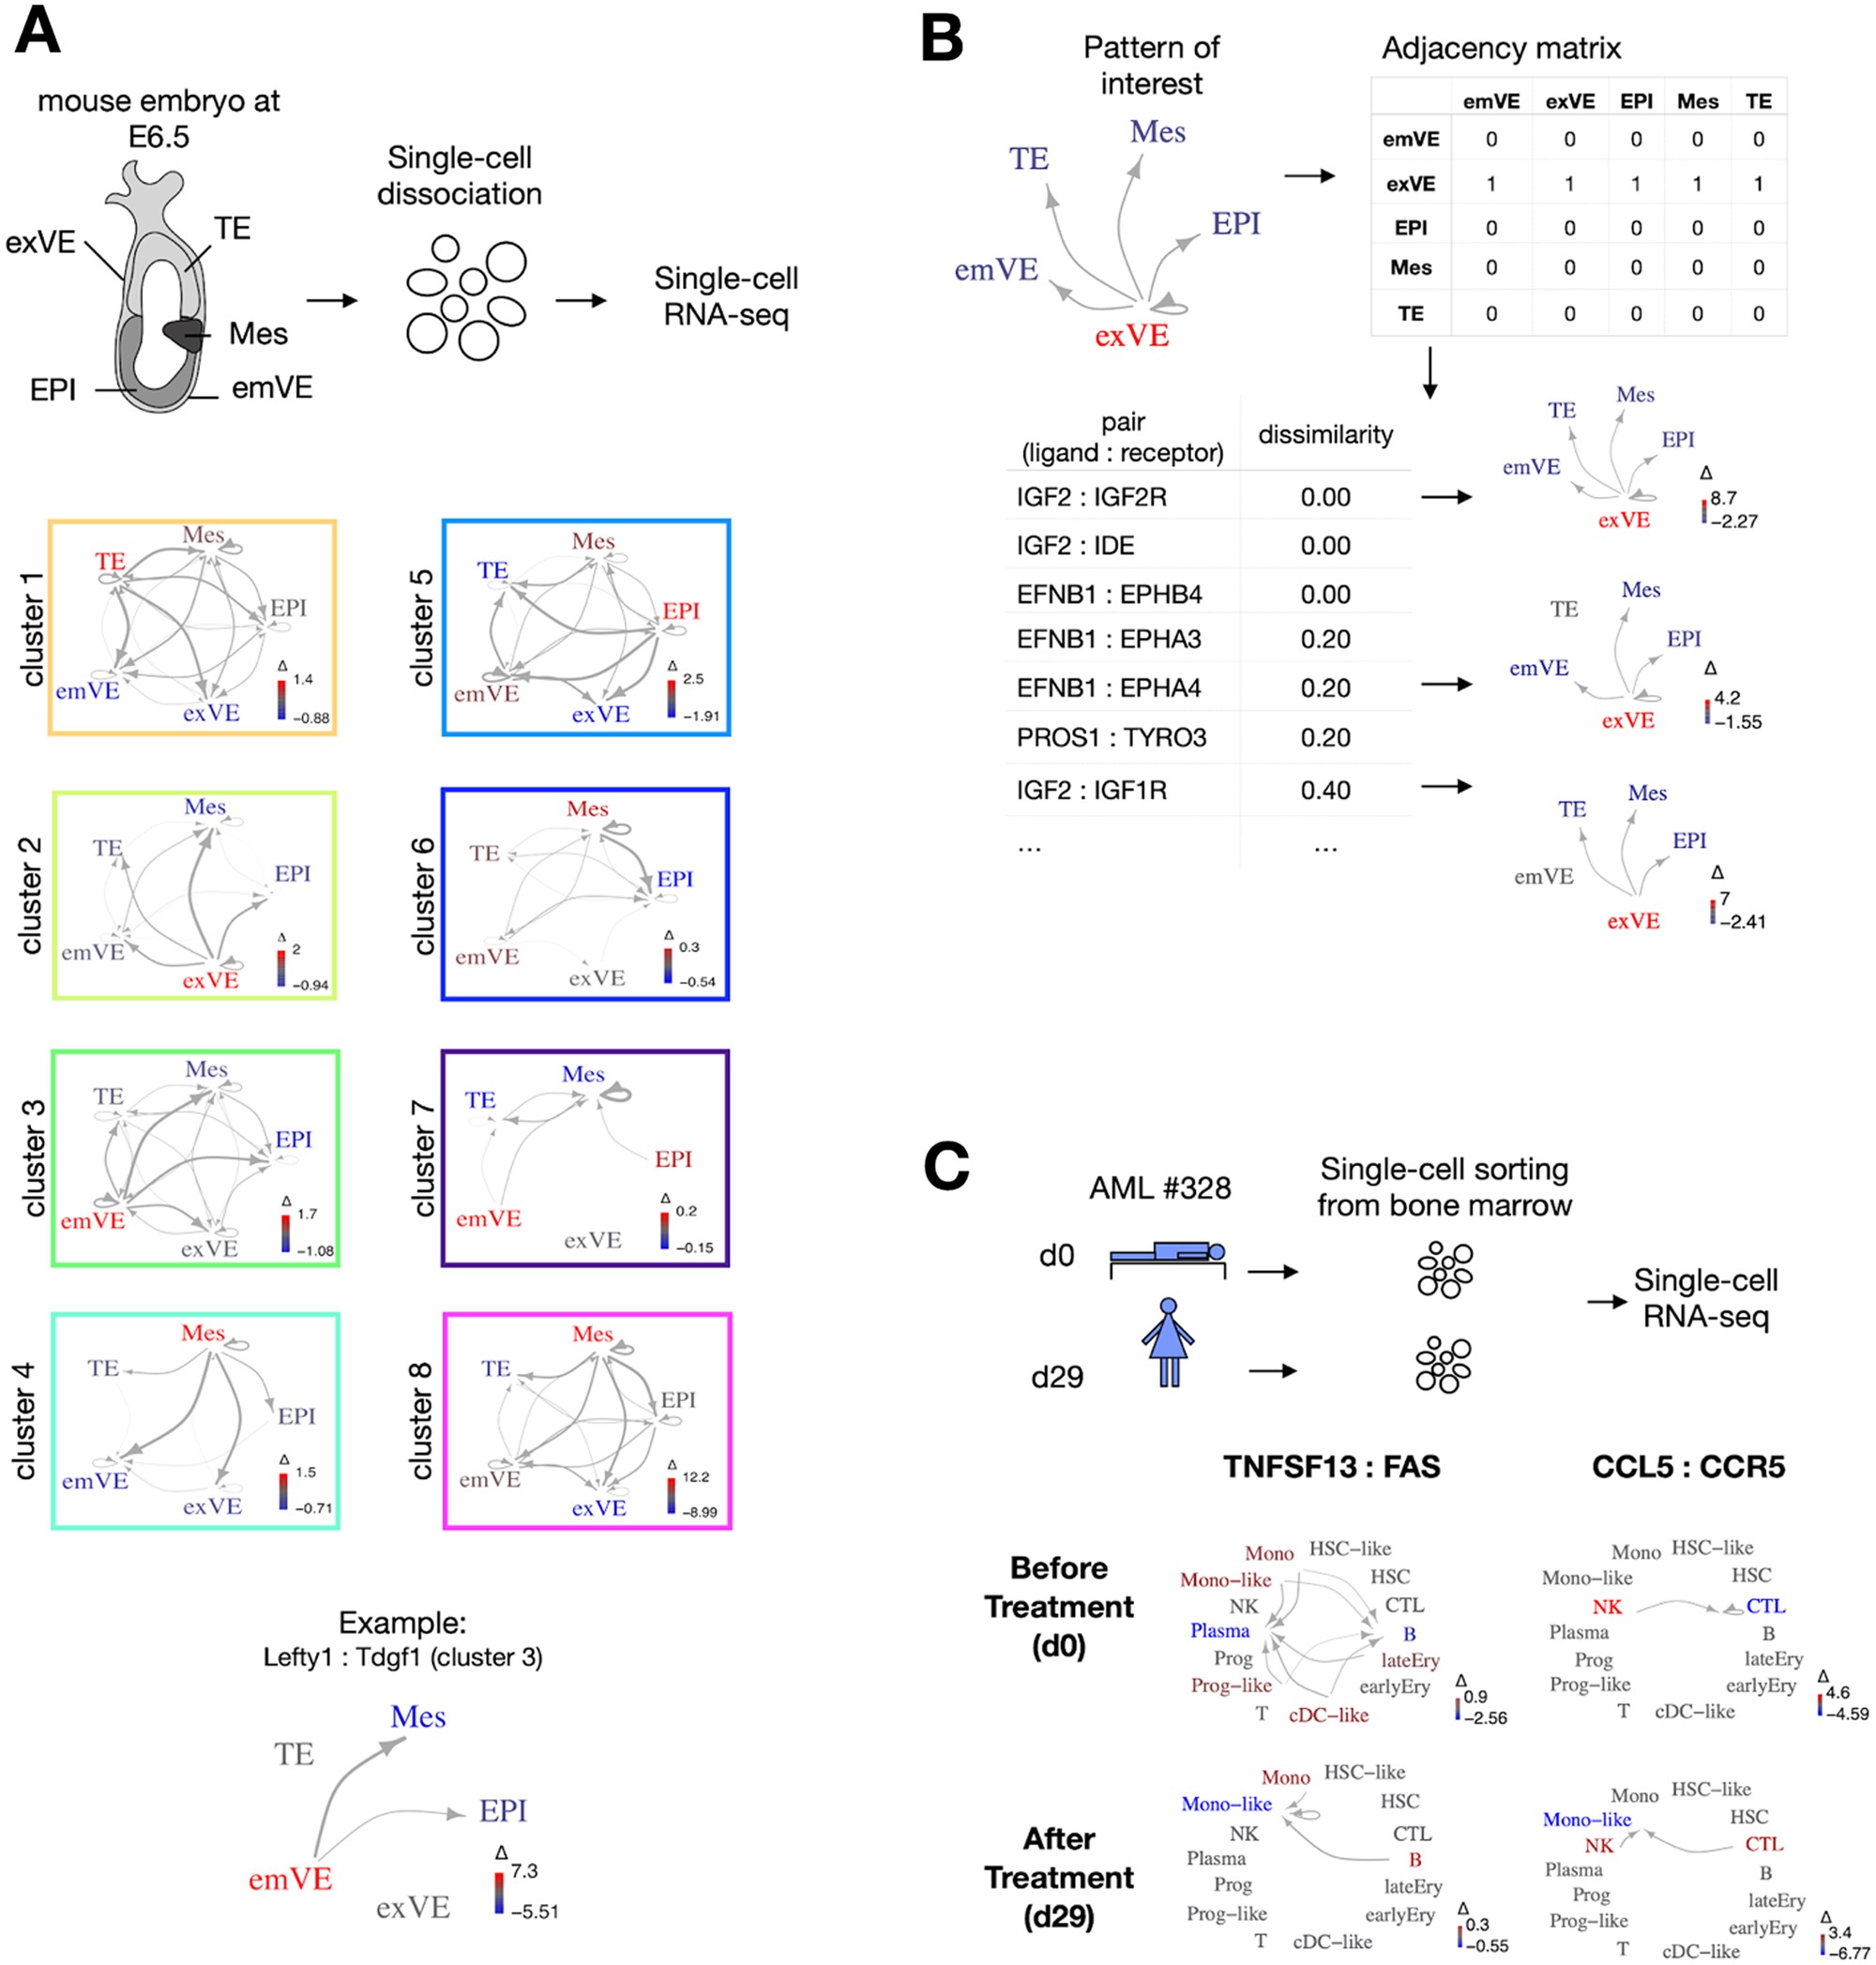 A
mouse embryo at
E6.5
exVE
TE
Mes
EPI
emVE
Single-cell
dissociation
Single-cell
RNA-seq
cluster 1
Mes
TE
EPI
emVE
exVE
Δ
1.4
−0.88
cluster 5
Mes
TE
EPI
emVE
exVE
Δ
2.5
−1.91
cluster 2
Mes
TE
EPI
emVE
exVE
Δ
2
−0.94
cluster 6
Mes
TE
EPI
emVE
exVE
Δ
0.3
−0.54
cluster 3
Mes
TE
EPI
emVE
exVE
Δ
1.7
−1.08
cluster 7
Mes
TE
EPI
emVE
exVE
Δ
0.2
−0.15
cluster 4
Mes
TE
EPI
emVE
exVE
Δ
1.5
−0.71
cluster 8
Mes
TE
EPI
emVE
exVE
Δ
12.2
−8.99
Example:
Lefty1 : Tdgf1 (cluster 3)
Mes
TE
EPI
emVE
exVE
Δ
7.3
−5.51
B
Pattern of
interest
Mes
TE
EPI
emVE
exVE
Adjacency matrix
emVE exVE EPI Mes TE
emVE 0 0 0 0 0
exVE 1 1 1 1 1
EPI 0 0 0 0 0
Mes 0 0 0 0 0
TE 0 0 0 0 0
pair
(ligand : receptor)
dissimilarity
IGF2 : IGF2R 0.00
IGF2 : IDE 0.00
EFNB1 : EPHB4 0.00
EFNB1 : EPHA3 0.20
EFNB1 : EPHA4 0.20
PROS1 : TYRO3 0.20
IGF2 : IGF1R 0.40
... ...
Mes
TE
EPI
emVE
exVE
Δ
8.7
−2.27
Mes
TE
EPI
emVE
exVE
Δ
4.2
−1.55
Mes
TE
EPI
emVE
exVE
Δ
7
−2.41
C
AML #328
d0
d29
Single-cell sorting
from bone marrow
Single-cell
RNA-seq
TNFSF13 : FAS
CCL5 : CCR5
Before
Treatment
(d0)
Mono HSC−like
Mono−like HSC
NK CTL
Plasma B
Prog lateEry
Prog−like earlyEry
T cDC−like
Δ
0.9
−2.56
Mono HSC−like
Mono−like HSC
NK CTL
Plasma B
Prog lateEry
Prog−like earlyEry
T cDC−like
Δ
4.6
−4.59
After
Treatment
(d29)
Mono HSC−like
Mono−like HSC
NK CTL
Plasma B
Prog lateEry
Prog−like earlyEry
T cDC−like
Δ
0.3
−0.55
Mono HSC−like
Mono−like HSC
NK CTL
Plasma B
Prog lateEry
Prog−like earlyEry
T cDC−like
Δ
3.4
−6.77